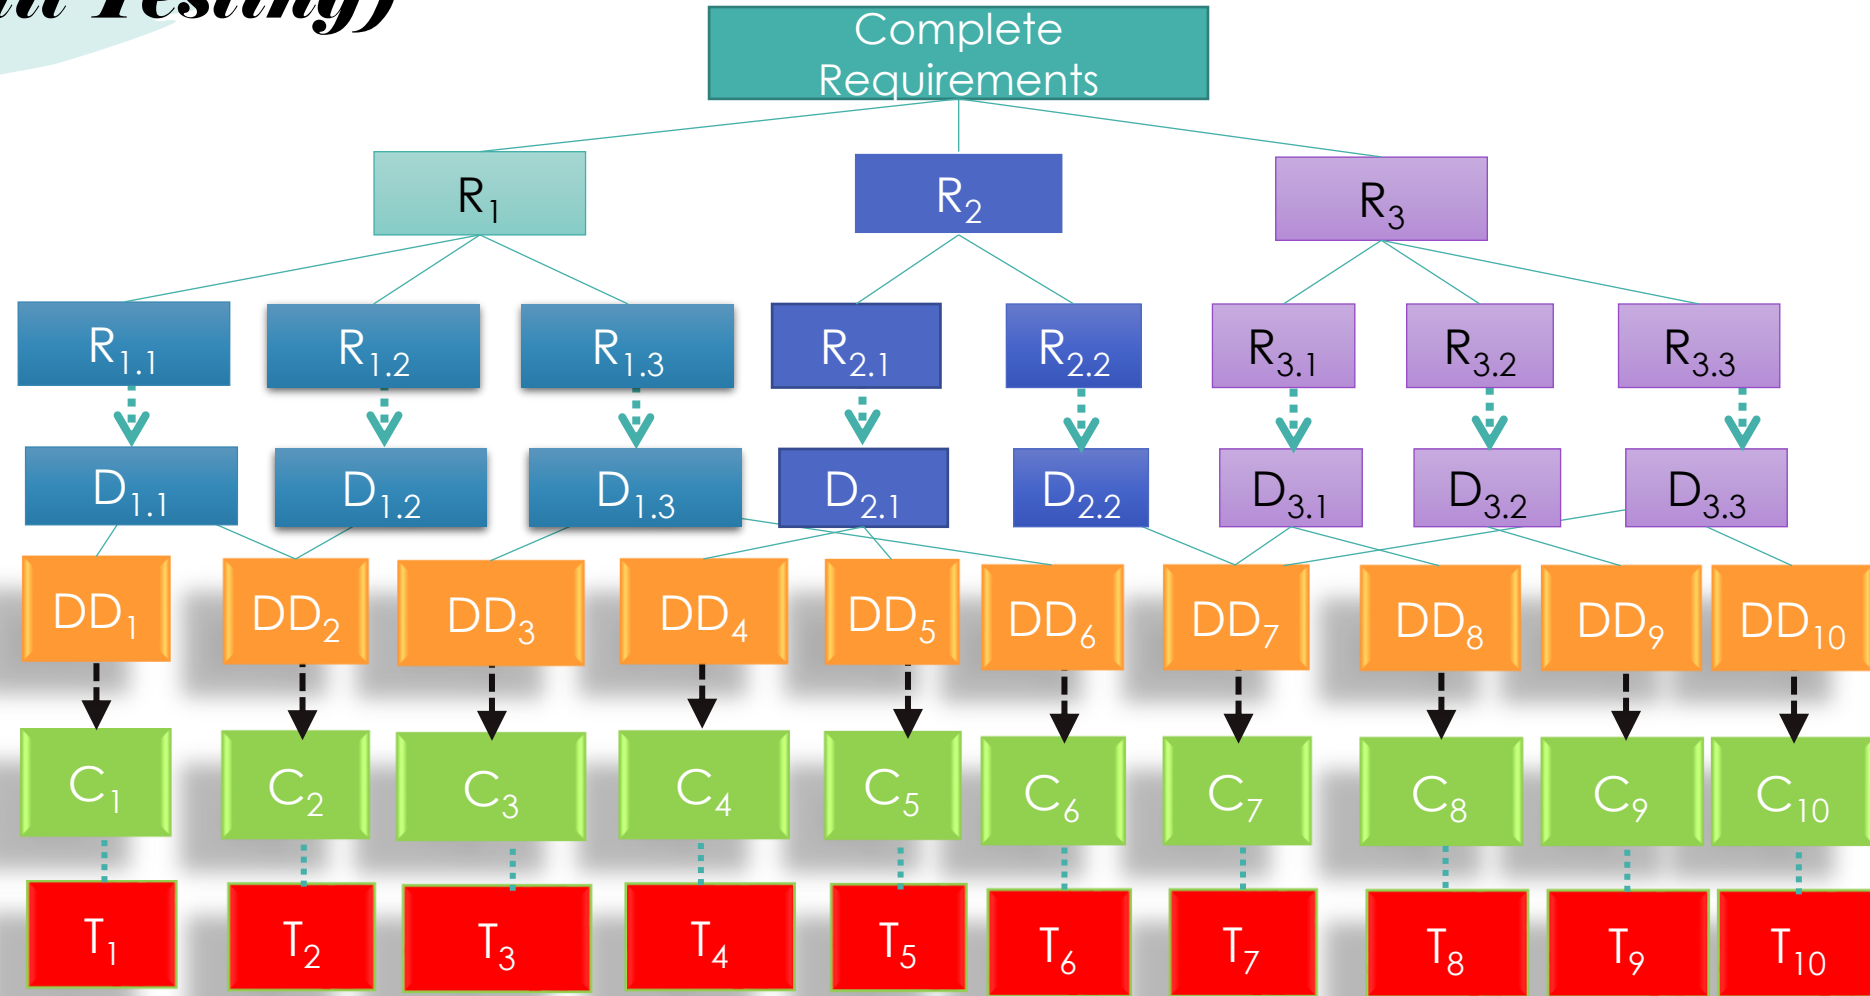 Testing)
Complete
Requirements
R1
R2
R3
R1.1
R1.2
R1.3
R2.1
R2.2
R3.1
R3.2
R3.3
D1.1
D1.2
D1.3
D2.1
D2.2
D3.1
D3.2
D3.3
DD1
DD2
DD3
DD4
DD5
DD6
DD7
DD8
DD9
DD10
C1
C2
C3
C4
C5
C6
C7
C8
C9
C10
T1
T2
T3
T4
T5
T6
T7
T8
T9
T10